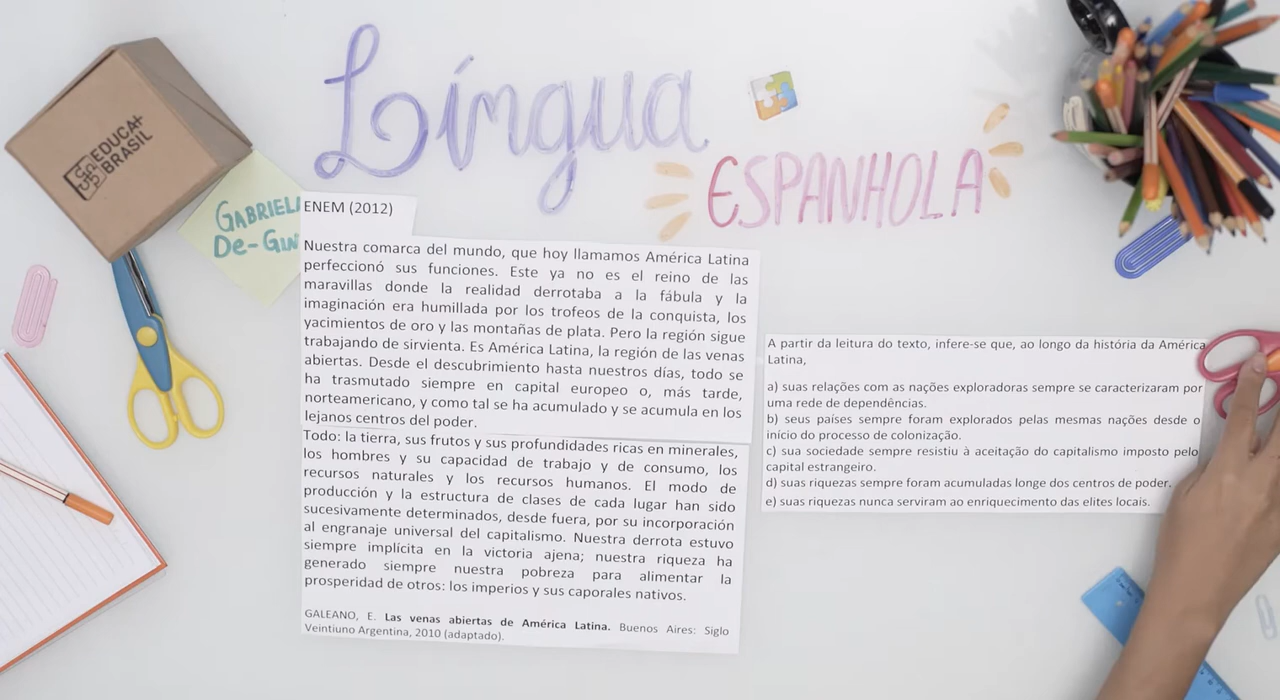 Língua
ESPANHOLA
EDUCA+
BRASIL
GABRIELA
De-
ENEM (2012)
Nuestra comarca del mundo, que hoy llamamos América Latina
perfeccionó sus funciones. Este ya no es el reino de las
maravillas donde la realidad derrotaba a la fábula y la
imaginación era humillada por los trofeos de la conquista, los
yacimientos de oro y las montañas de plata. Pero la región sigue
trabajando de sirvienta. Es América Latina, la región de las venas
abiertas. Desde el descubrimiento hasta nuestros días, todo se
ha trasmutado siempre en capital europeo o, más tarde,
norteamericano, y como tal se ha acumulado y se acumula en los
lejanos centros del poder.
Todo: la tierra, sus frutos y sus profundidades ricas en minerales,
los hombres y su capacidad de trabajo y de consumo, los
recursos naturales y los recursos humanos. El modo de
producción y la estructura de clases de cada lugar han sido
sucesivamente determinados, desde fuera, por su incorporación
al engranaje universal del capitalismo. Nuestra derrota estuvo
siempre implícita en la victoria ajena; nuestra riqueza ha
generado siempre nuestra pobreza para alimentar la
prosperidad de otros: los imperios y sus caporales nativos.
GALEANO, E. Las venas abiertas de América Latina. Buenos Aires: Siglo
Veintiuno Argentina, 2010 (adaptado).
A partir da leitura do texto, infere-se que, ao longo da história da América
Latina,
a) suas relações com as nações exploradoras sempre se caracterizaram por
uma rede de dependências.
b) seus países sempre foram explorados pelas mesmas nações desde o
início do processo de colonização.
c) sua sociedade sempre resistiu à aceitação do capitalismo imposto pelo
capital estrangeiro.
d) suas riquezas sempre foram acumuladas longe dos centros de poder.
e) suas riquezas nunca serviram ao enriquecimento das elites locais.